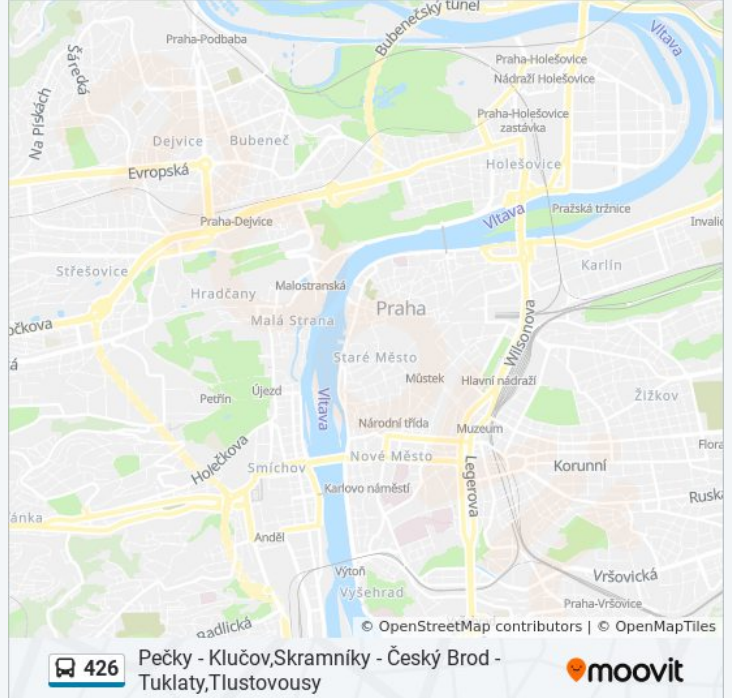 Bubenečský tunel
Praha-Podbaba
Vltava
Šárecká
Praha-Holešovice
Nádraží Holešovice
Na Pískách
Praha-Holešovice
zastávka
Dejvice
Bubeneč
Holešovice
Evropská
Vltava
Pražská tržnice
Praha-Dejvice
Invalid
Střešovice
Karlín
Malostranská
Hradčany
Praha
Malá Strana
očkova
Wilsonova
Staré Město
á
Můstek
Hlavní nádraží
Újezd
Petřín
Žižkov
Vltava
Národní třída
Muzeum
Flora
Holečkova
Nové Město
Smíchov
Korunní
Legerova
Karlovo náměstí
Rusk
ánka
Anděl
Výtoň
Vršovická
Vyšehrad
Praha-Vršovice
Radlická
© OpenStreetMap contributors | © OpenMapTiles
426
Pečky - Klučov,Skramníky - Český Brod -
Tuklaty,Tlustovousy
moovit